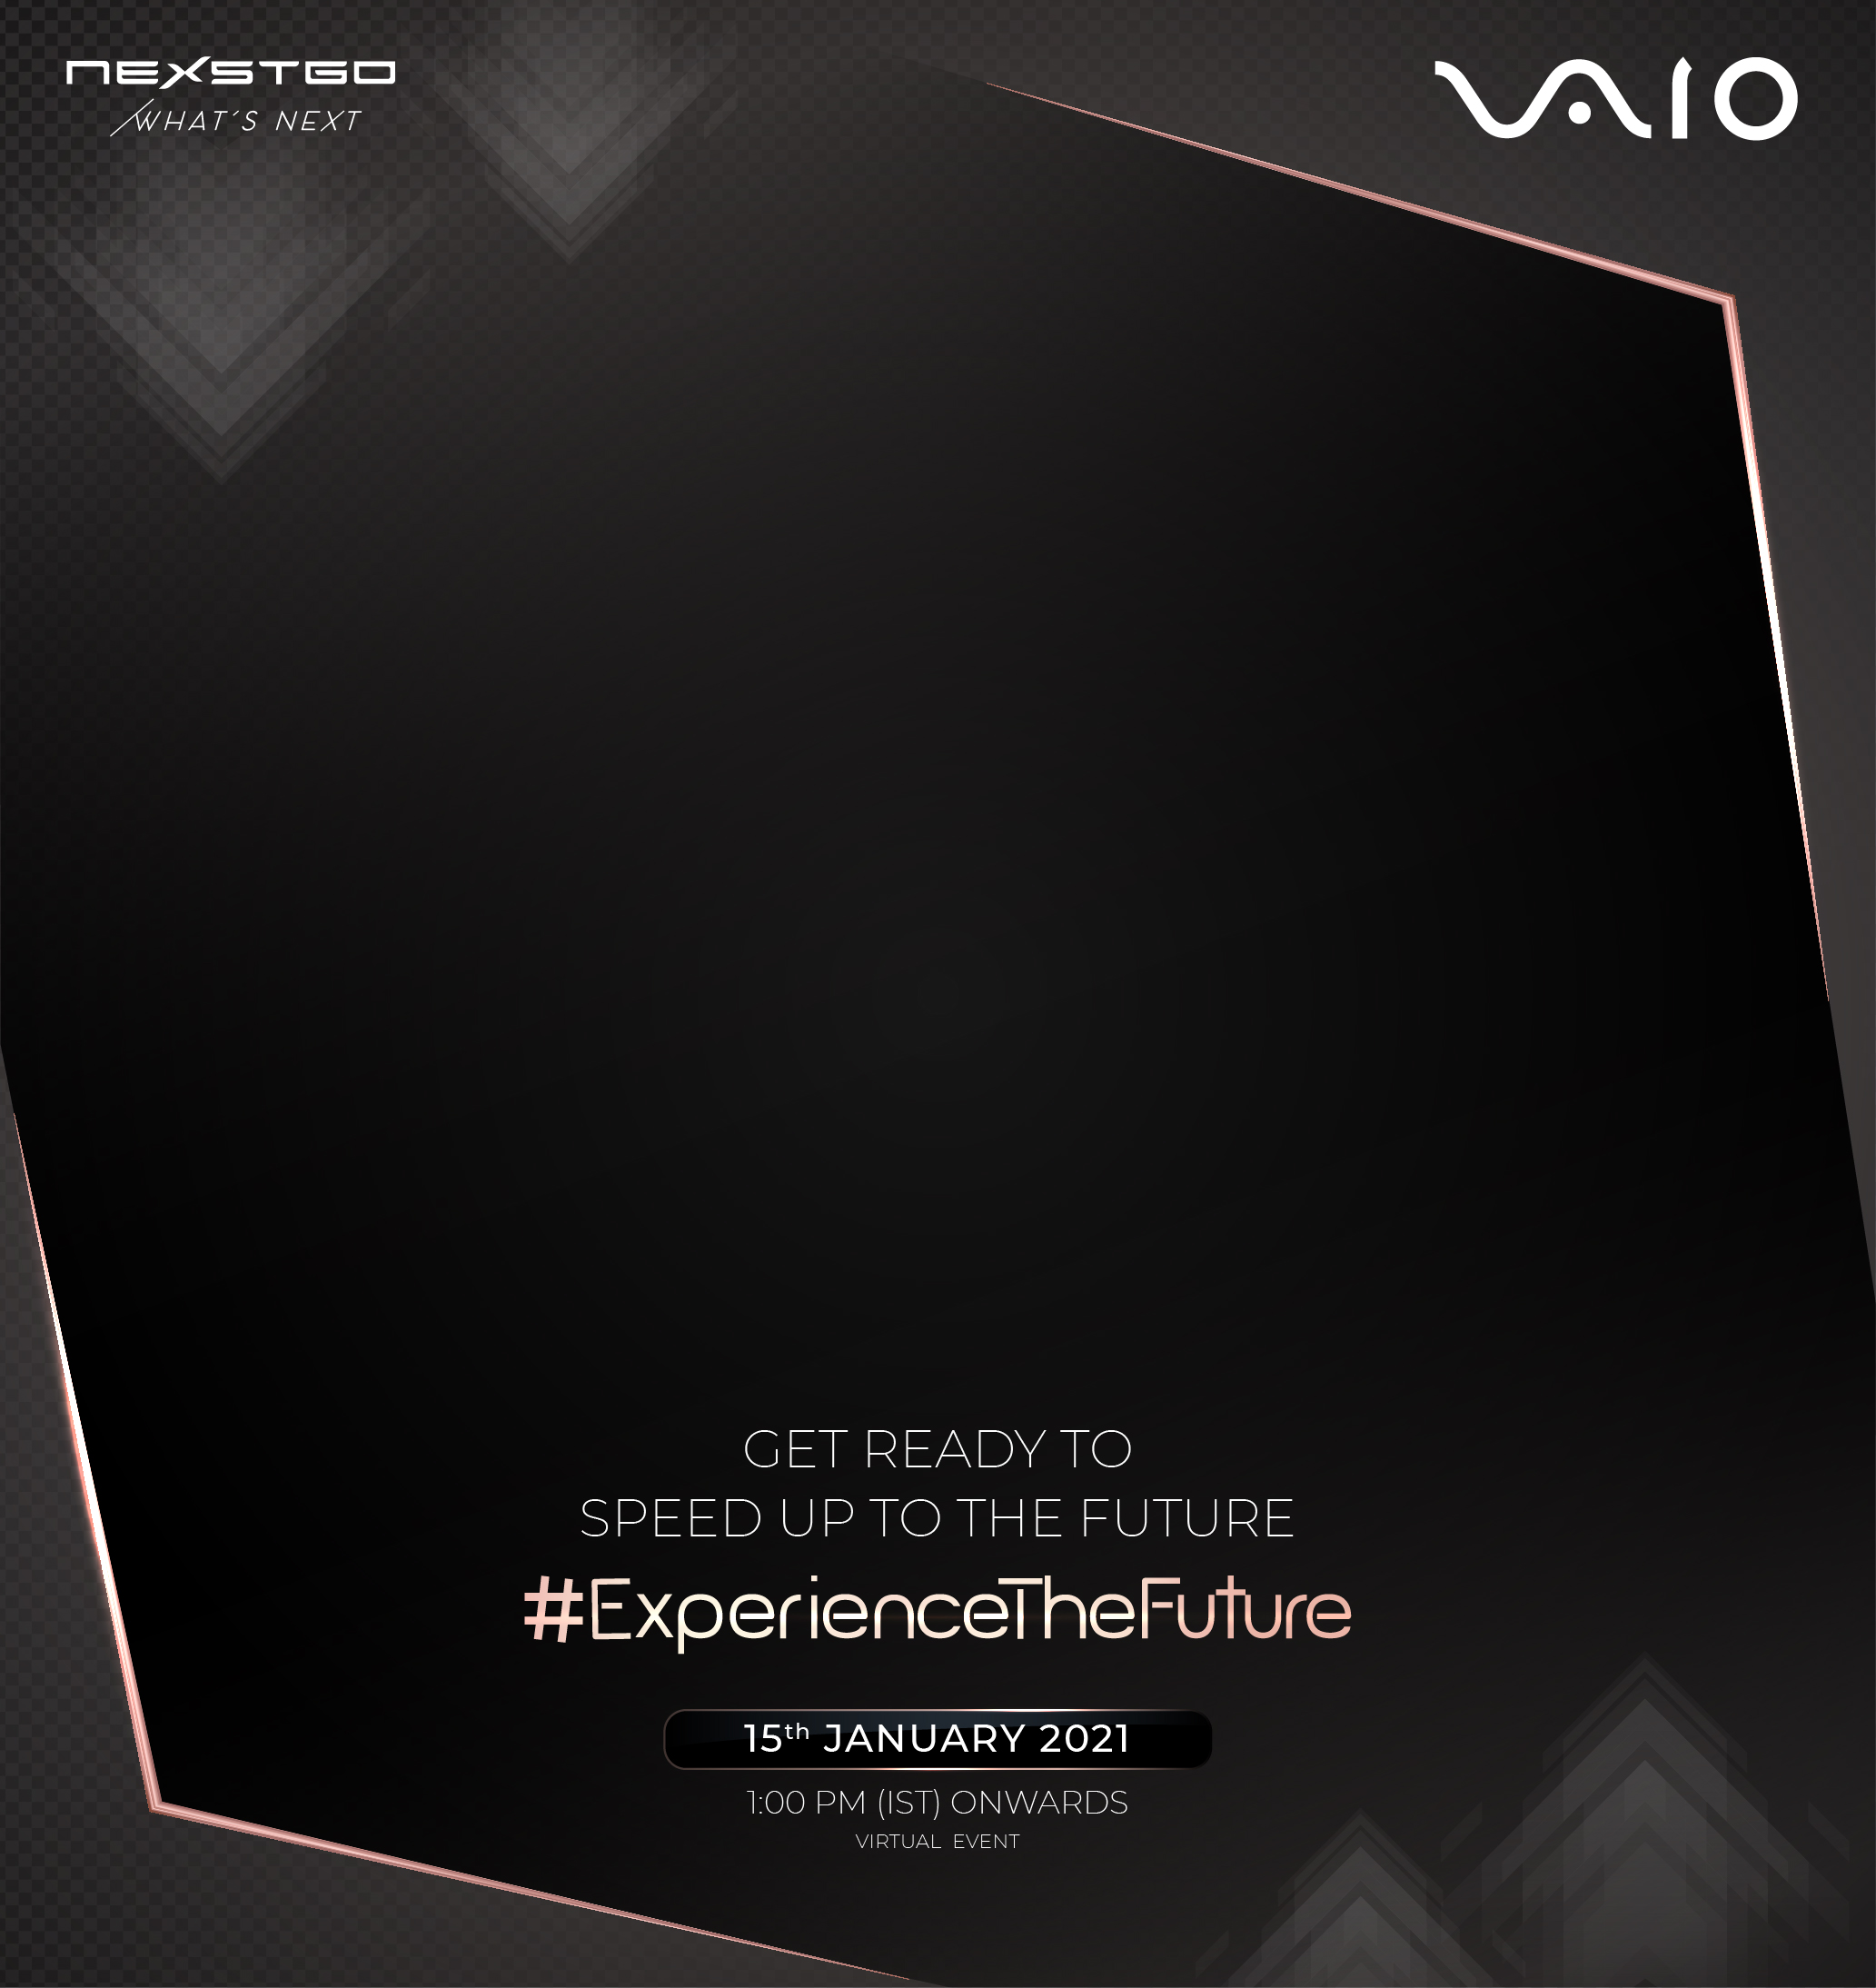 NEXSTGO
WHAT'S NEXT
VAIO
GET READY TO
SPEED UP TO THE FUTURE
#ExperienceTheFuture
15th JANUARY 2021
1:00 PM (IST) ONWARDS
VIRTUAL EVENT